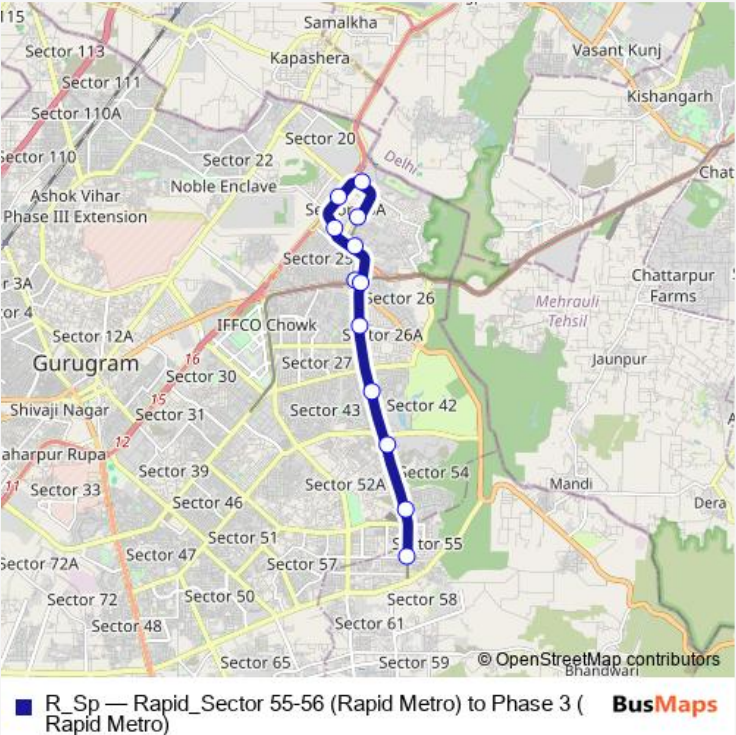 115
Samalkha
Sector 113
Vasant Kunj
Kapashera
Sector 111
Kishangarh
Sector 110A
Sector 20
Sector 110
Sector 22
Delhi
Chat
Noble Enclave
Ashok Vihar
Phase III Extension
Sector 25
Chattarpur
Farms
r 3A
Sector 26
Mehrauli
Tehsil
tor 4
IFFCO Chowk
Sector 12A
Sector 26A
16
Jaunpur
Gurugram
Sector 27
Sector 30
15
Shivaji Nagar
Sector 31
Sector 43
Sector 42
12
aharpur Rupa
Sector 39
Sector 54
11
Sector 33
Sector 52A
Mandi
Sector 46
Dera
Sector 51
Sector 55
Sector 47
Sector 57
Sector 72A
Sector 72
Sector 50
Sector 58
Sector 48
Sector 61
Sector 65
Sector 59
© OpenStreetMap contributors
Bhandwari
R_Sp — Rapid_Sector 55-56 (Rapid Metro) to Phase 3 (
Rapid Metro)
BusMaps